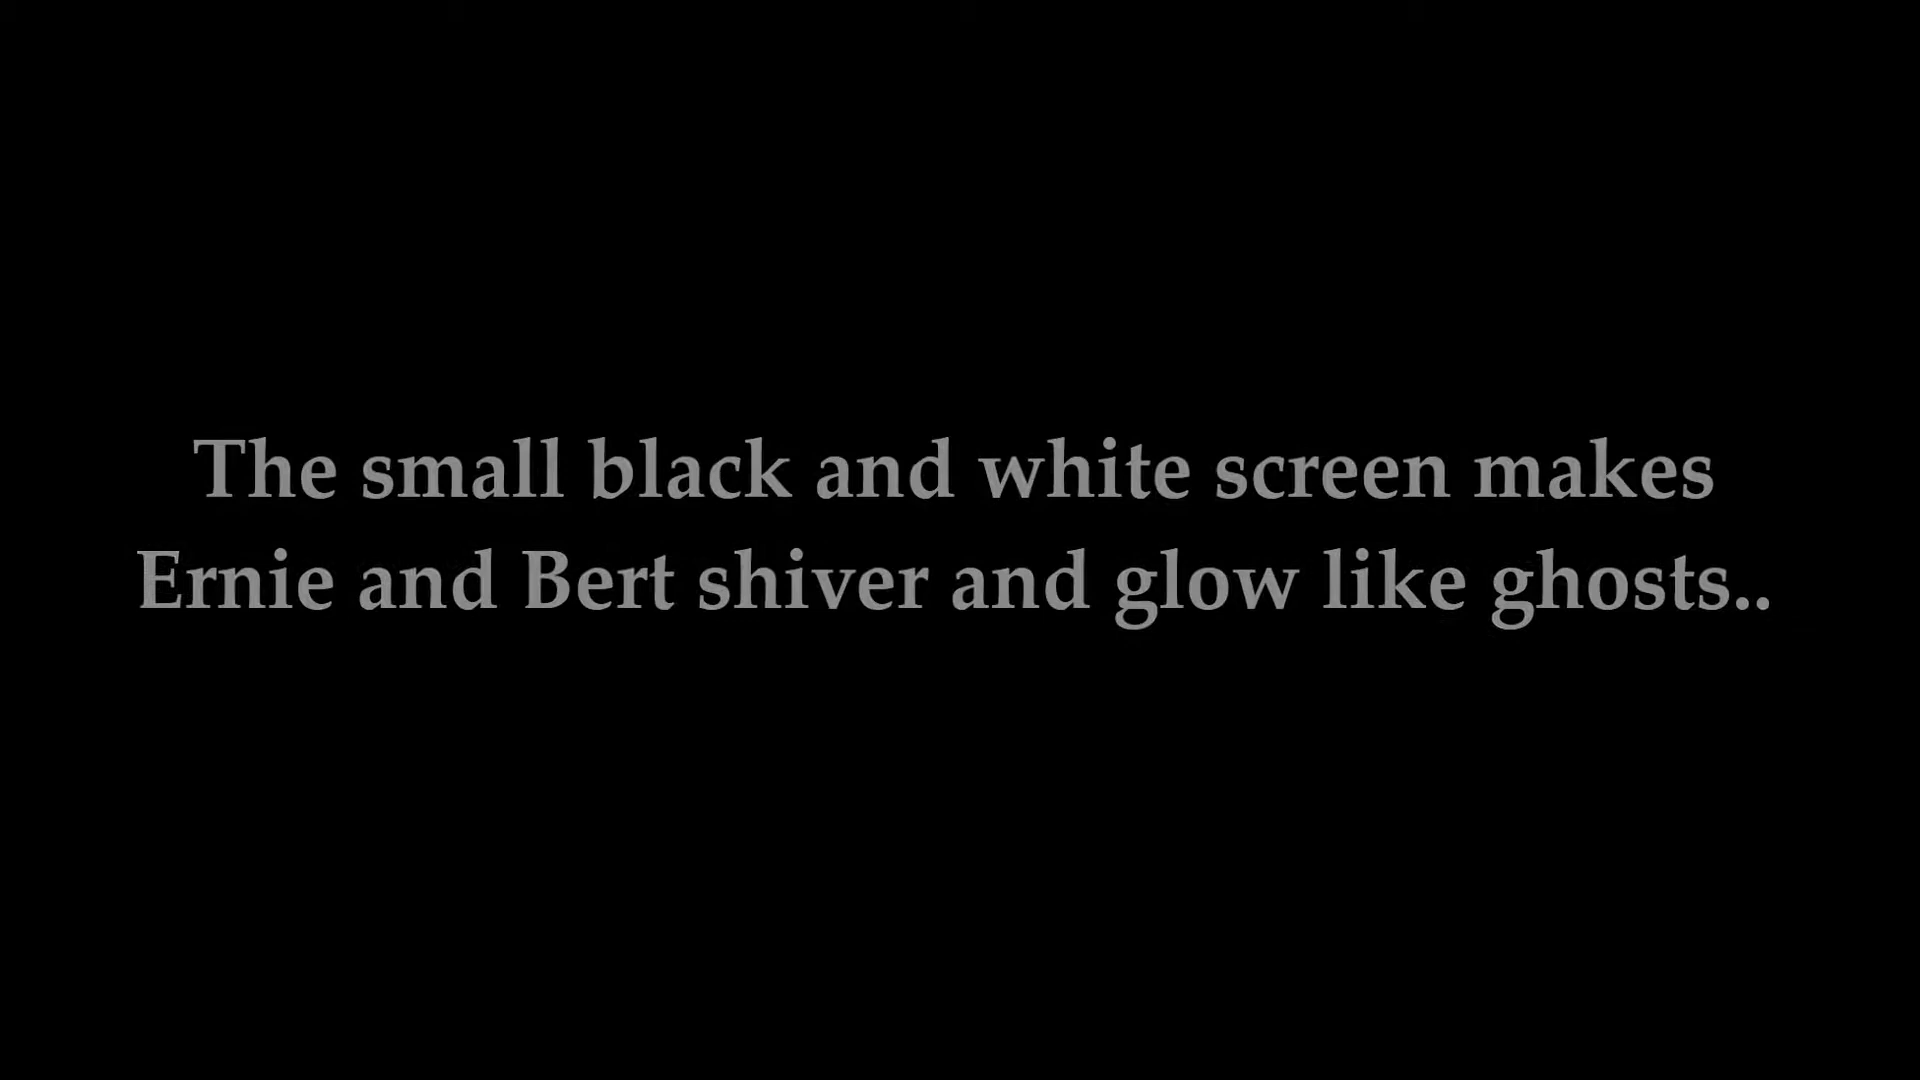 The small black and white screen makes
Ernie and Bert shiver and glow like ghosts..